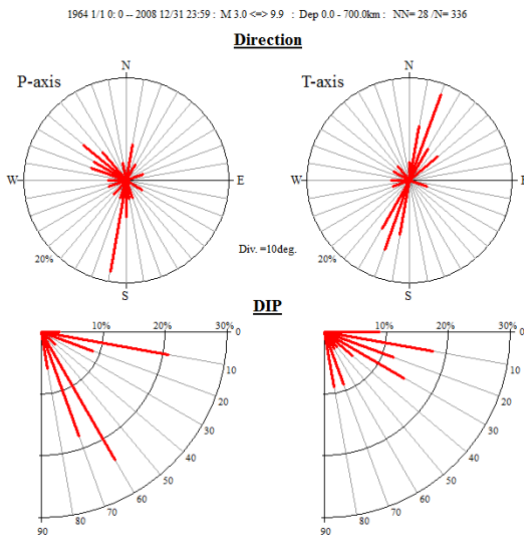 1964 1/1 0: 0 -- 2008 12/31 23:59 : M 3.0 <=> 9.9 : Dep 0.0 - 700.0km : NN= 28 /N= 336
Direction
P-axis T-axis
N N
W E W E
20% Div. =10deg. 20%
S S
DIP
10% 20% 30% 0 10% 20% 30% 0
10 10
20 20
30 30
40 40
50 50
60 60
70 70
80 80
90 90